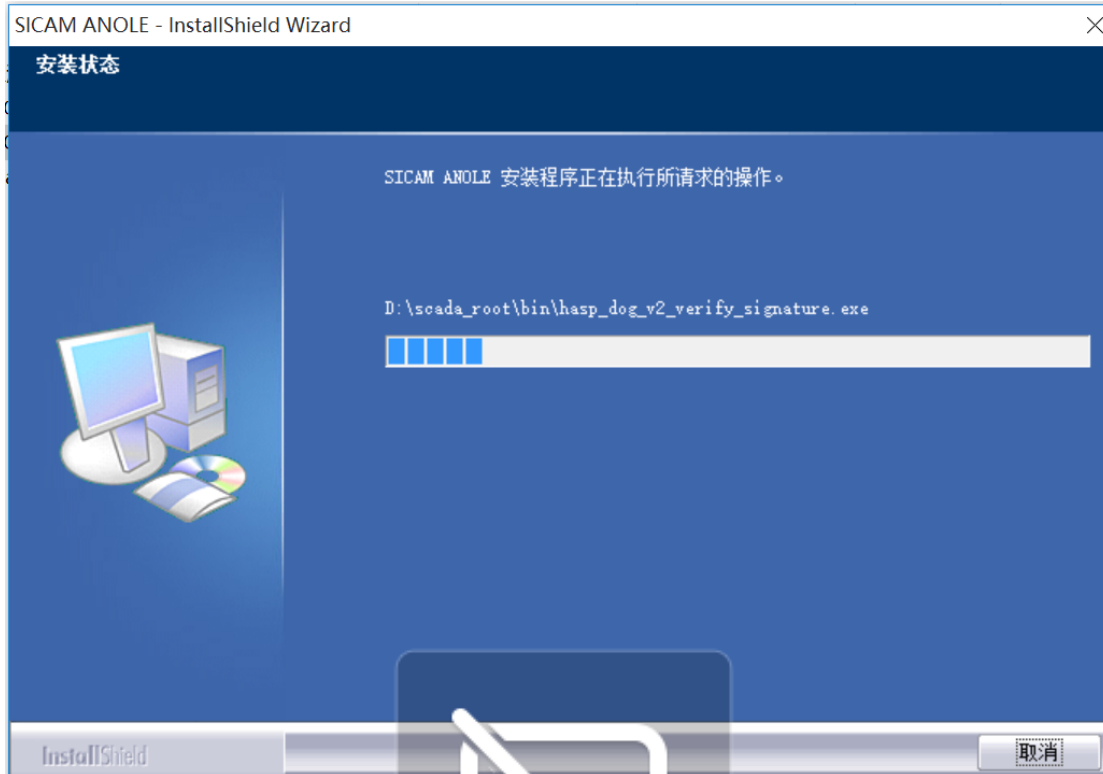 SICAM ANOLE - InstallShield Wizard
安装状态
SICAM ANOLE 安装程序正在执行所请求的操作。
D:\scada_root\bin\hasp_dog_v2_verify_signature.exe
InstallShield
取消